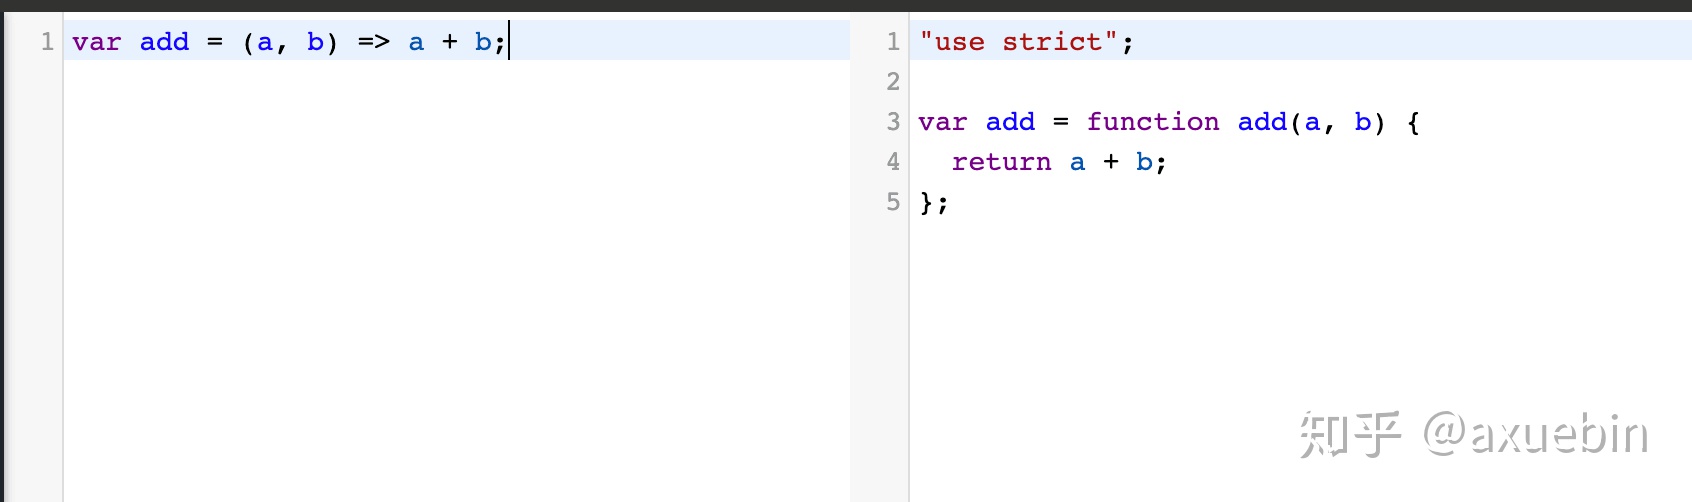 1 var add = (a, b) => a + b;
1 "use strict";
2
3 var add = function add(a, b) {
4   return a + b;
5 };
知乎 @axuebin